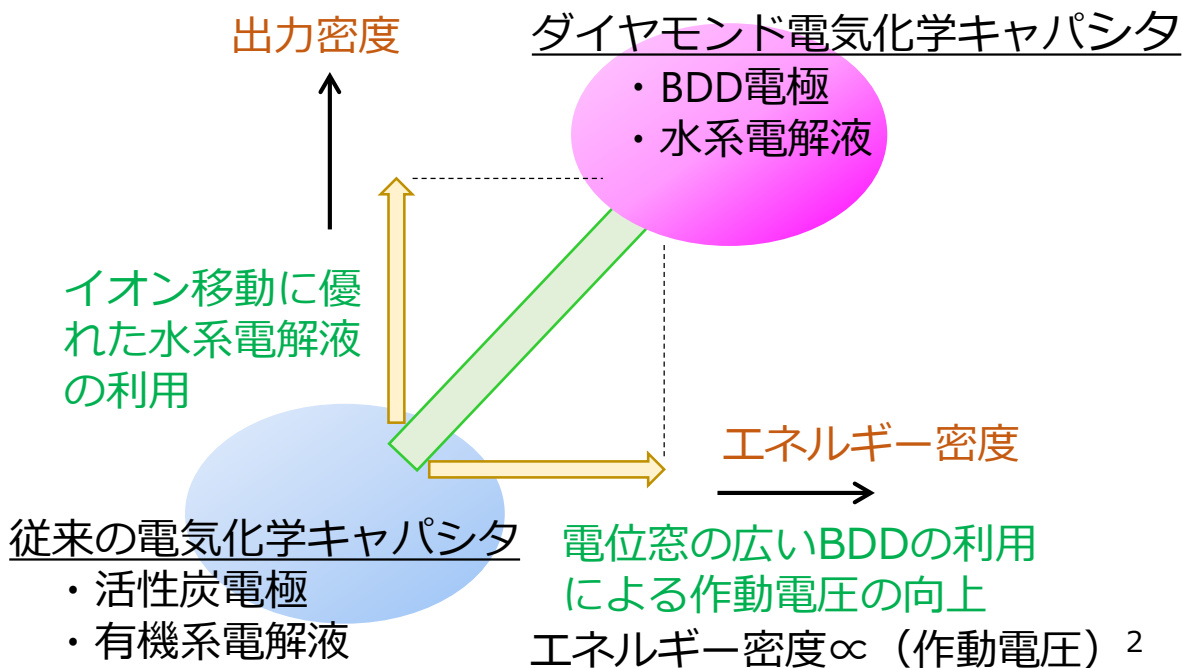 出力密度
ダイヤモンド電気化学キャパシタ
・BDD電極
・水系電解液
イオン移動に優
れた水系電解液
の利用
エネルギー密度
従来の電気化学キャパシタ
・活性炭電極
・有機系電解液
電位窓の広いBDDの利用
による作動電圧の向上
エネルギー密度∝（作動電圧）²